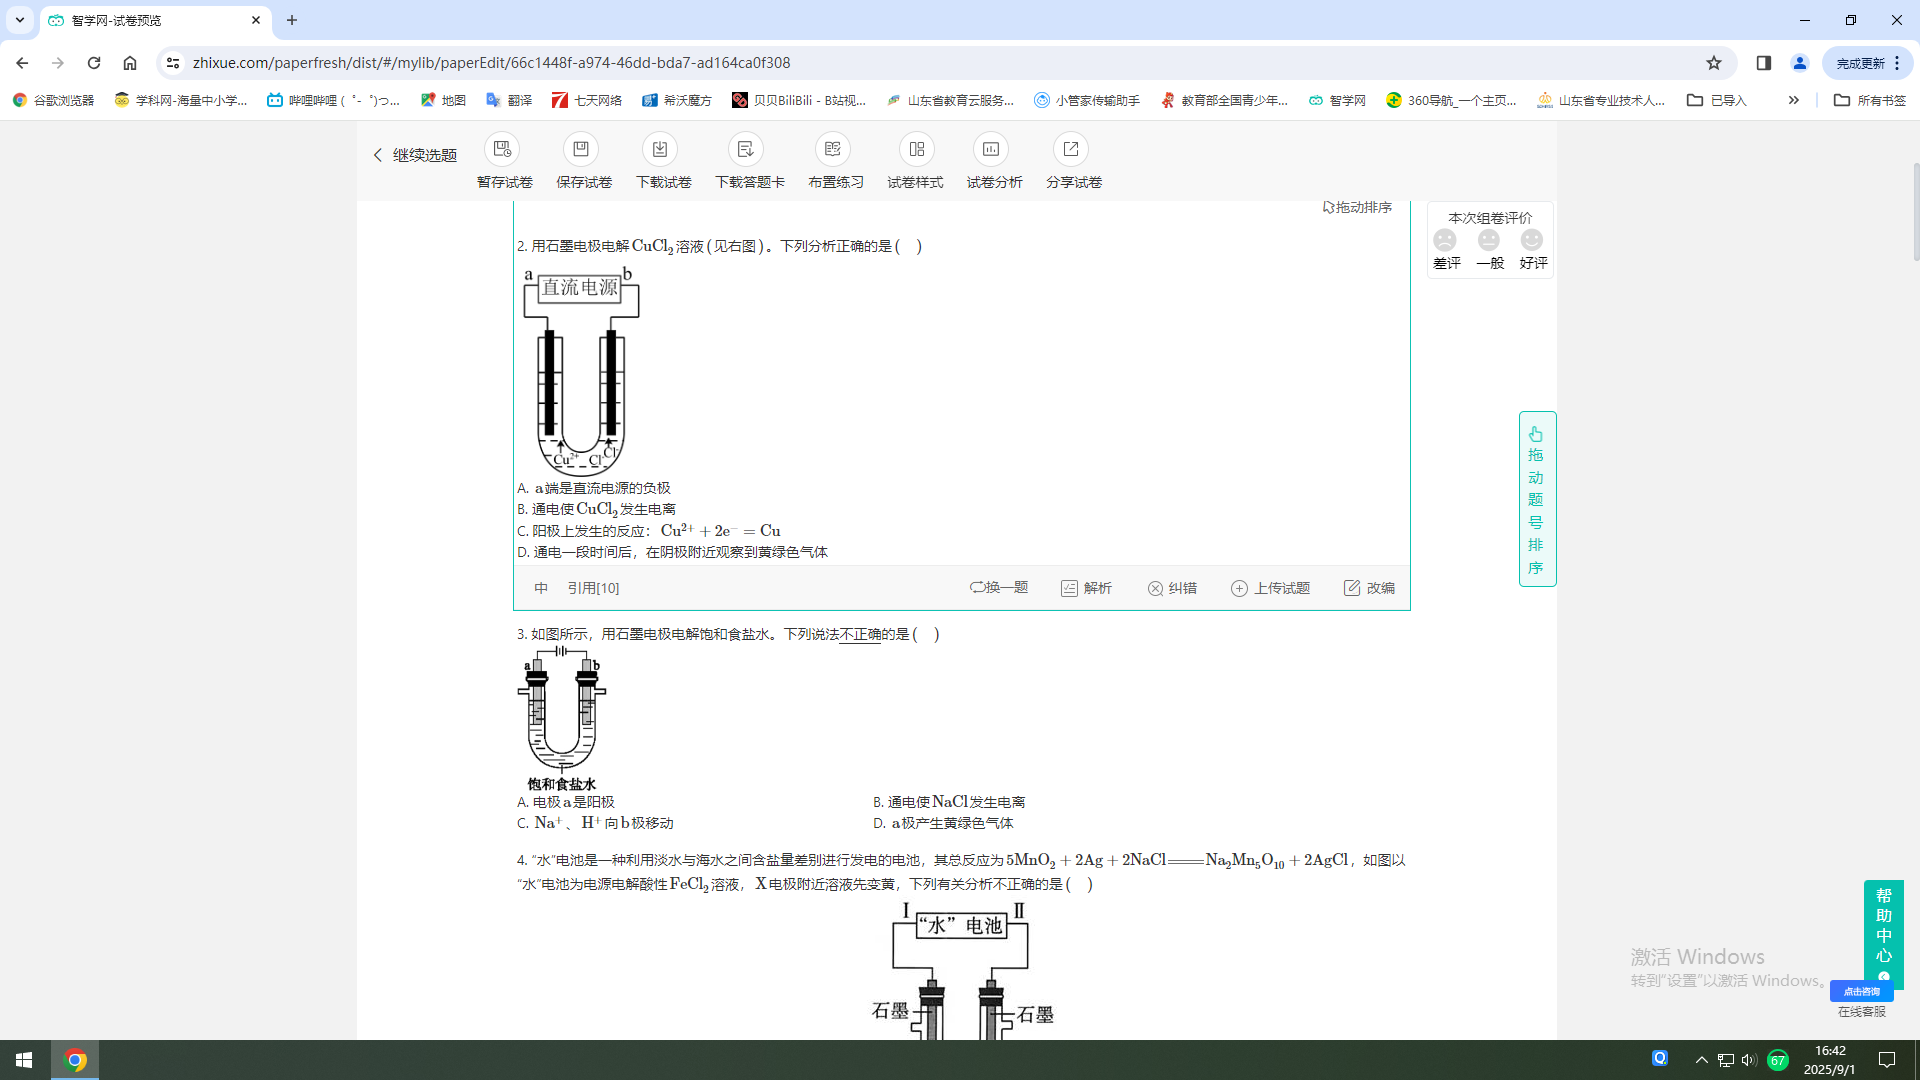 智学网-试卷预览
zhixue.com/paperfresh/dist/#/mylib/paperEdit/66c1448f-a974-46dd-bda7-ad164ca0f308
完成更新
谷歌浏览器 学科网-海量中小学... 哔哩哔哩 ( ゜- ゜)つ... 地图 翻译 七天网络 希沃魔方 贝贝BiliBili - B站视... 山东省教育云服务... 小管家传输助手 教育部全国青少年... 智学网 360导航_一个主页... 山东省专业技术人... 已导入 » 所有书签
继续选题 暂存试卷 保存试卷 下载试卷 下载答题卡 布置练习 试卷样式 试卷分析 分享试卷
拖动排序
本次组卷评价
差评 一般 好评
2. 用石墨电极电解CuCl₂溶液(见右图)。下列分析正确的是( )
a b
直流电源
Cu²⁺ Cl⁻ Cl⁻
A. a端是直流电源的负极
B. 通电使CuCl₂发生电离
C. 阳极上发生的反应：Cu²⁺ + 2e⁻ = Cu
D. 通电一段时间后，在阴极附近观察到黄绿色气体
中 引用[10] 换一题 解析 纠错 上传试题 改编
拖动题号排序
3. 如图所示，用石墨电极电解饱和食盐水。下列说法不正确的是( )
a b
饱和食盐水
A. 电极a是阳极 B. 通电使NaCl发生电离
C. Na⁺、H⁺向b极移动 D. a极产生黄绿色气体
4. “水”电池是一种利用淡水与海水之间含盐量差别进行发电的电池，其总反应为5MnO₂ + 2Ag + 2NaCl═══Na₂Mn₅O₁₀ + 2AgCl，如图以
“水”电池为电源电解酸性FeCl₂溶液，X电极附近溶液先变黄，下列有关分析不正确的是( )
I II
“水” 电池
石墨 石墨
帮助中心
激活 Windows
转到“设置”以激活 Windows。
点击咨询
在线客服
67
16:42
2025/9/1